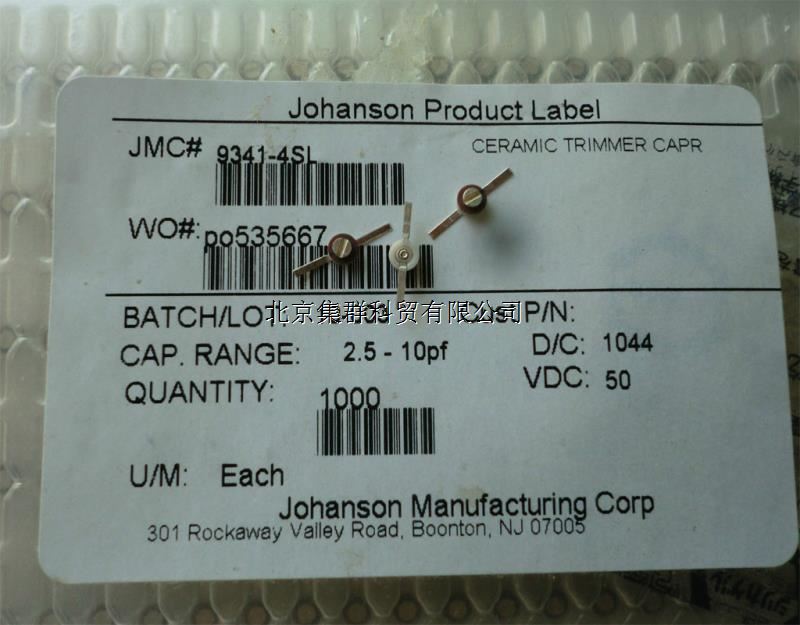 Johanson Product Label
JMC# 9341-4SL
CERAMIC TRIMMER CAPR
WO#: po535667
BATCH/LOT
北京集群科贸有限公司
P/N:
CAP. RANGE: 2.5 - 10pf
D/C: 1044
VDC: 50
QUANTITY: 1000
U/M: Each
Johanson Manufacturing Corp
301 Rockaway Valley Road, Boonton, NJ 07005